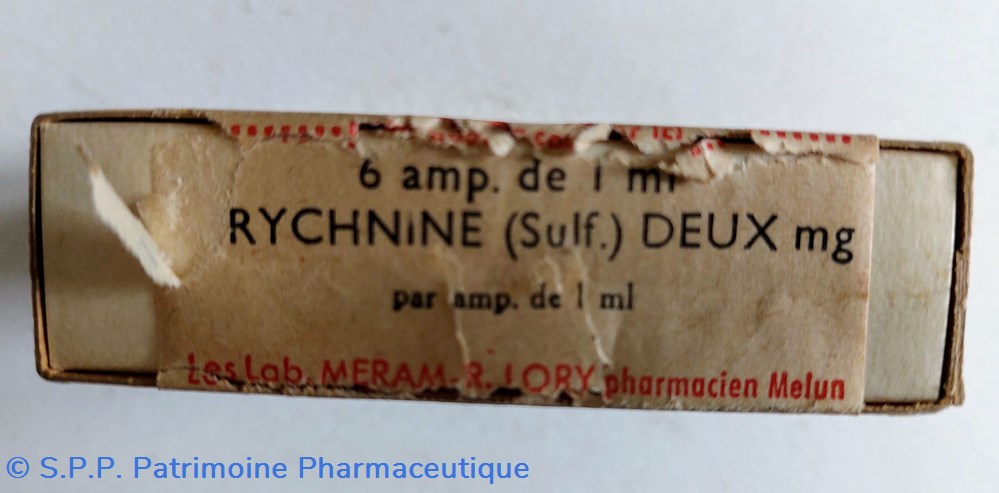 6 amp. de 1 ml
RYCHNINE (Sulf.) DEUX mg
par amp. de 1 ml
Les Lab. MERAM-R. LORY pharmacien Melun
© S.P.P. Patrimoine Pharmaceutique